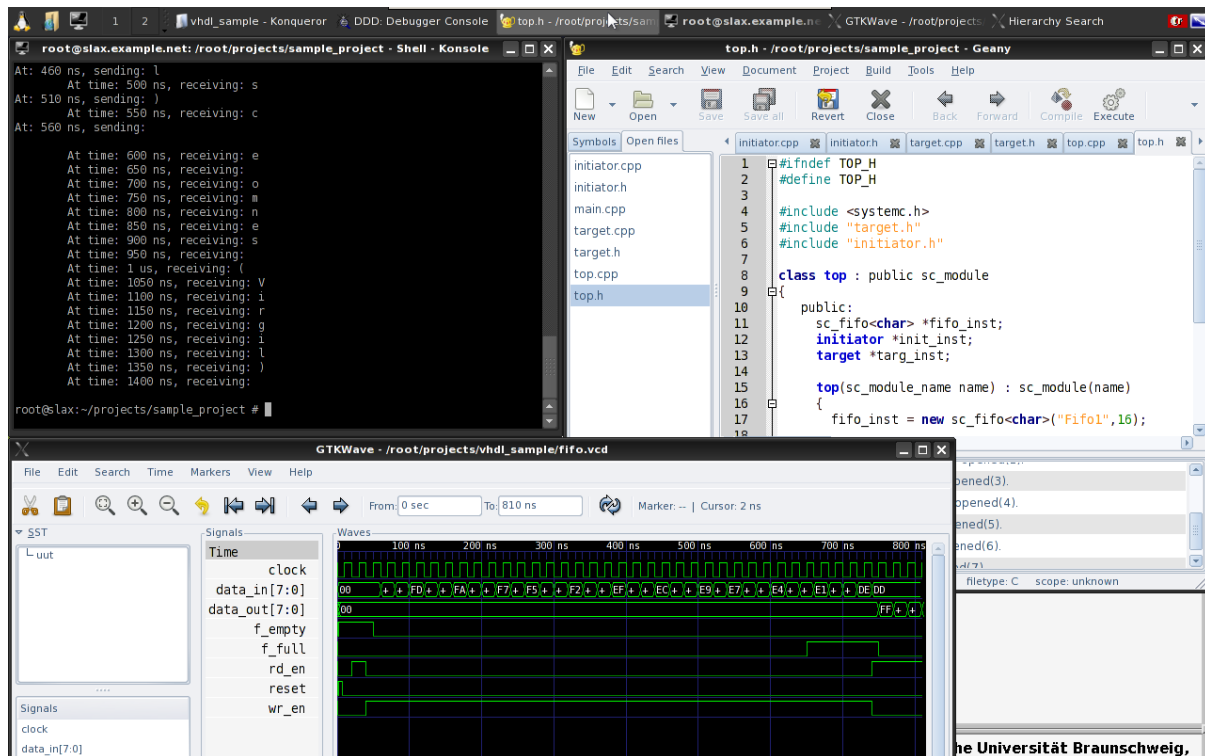 1 2 vhdl_sample - Konqueror DDD: Debugger Console top.h - /root/projects/sam root@slax.example.ne GTKWave - /root/projects Hierarchy Search
root@slax.example.net: /root/projects/sample_project - Shell - Konsole
At: 460 ns, sending: l
At time: 500 ns, receiving: s
At: 510 ns, sending: )
At time: 550 ns, receiving: c
At: 560 ns, sending:
At time: 600 ns, receiving: e
At time: 650 ns, receiving:
At time: 700 ns, receiving: o
At time: 750 ns, receiving: m
At time: 800 ns, receiving: n
At time: 850 ns, receiving: e
At time: 900 ns, receiving: s
At time: 950 ns, receiving:
At time: 1 us, receiving: (
At time: 1050 ns, receiving: V
At time: 1100 ns, receiving: i
At time: 1150 ns, receiving: r
At time: 1200 ns, receiving: g
At time: 1250 ns, receiving: i
At time: 1300 ns, receiving: l
At time: 1350 ns, receiving: )
At time: 1400 ns, receiving:
root@slax:~/projects/sample_project #
top.h - /root/projects/sample_project - Geany
File Edit Search View Document Project Build Tools Help
New Open Save Save all Revert Close Back Forward Compile Execute
Symbols Open files
initiator.cpp
initiator.h
main.cpp
target.cpp
target.h
top.cpp
top.h
initiator.cpp initiator.h target.cpp target.h top.cpp top.h
1 #ifndef TOP_H
2 #define TOP_H
3
4 #include <systemc.h>
5 #include "target.h"
6 #include "initiator.h"
7
8 class top : public sc_module
9 {
10 public:
11 sc_fifo<char> *fifo_inst;
12 initiator *init_inst;
13 target *targ_inst;
14
15 top(sc_module_name name) : sc_module(name)
16 {
17 fifo_inst = new sc_fifo<char>("Fifo1",16);
18
pened(3).
opened(4).
ened(5).
ned(6).
ed(7)
filetype: C scope: unknown
he Universität Braunschweig,
GTKWave - /root/projects/vhdl_sample/fifo.vcd
File Edit Search Time Markers View Help
From: 0 sec To: 810 ns Marker: -- | Cursor: 2 ns
SST
uut
Signals
clock
data_in[7:0]
Signals
Time
clock
data_in[7:0]
data_out[7:0]
f_empty
f_full
rd_en
reset
wr_en
Waves
100 ns 200 ns 300 ns 400 ns 500 ns 600 ns 700 ns 800 ns
00 + + FD + + FA + + F7 + F5 + + F2 + + EF + + EC + + E9 + E7 + + E4 + + E1 + + DE DD
00 FF + +